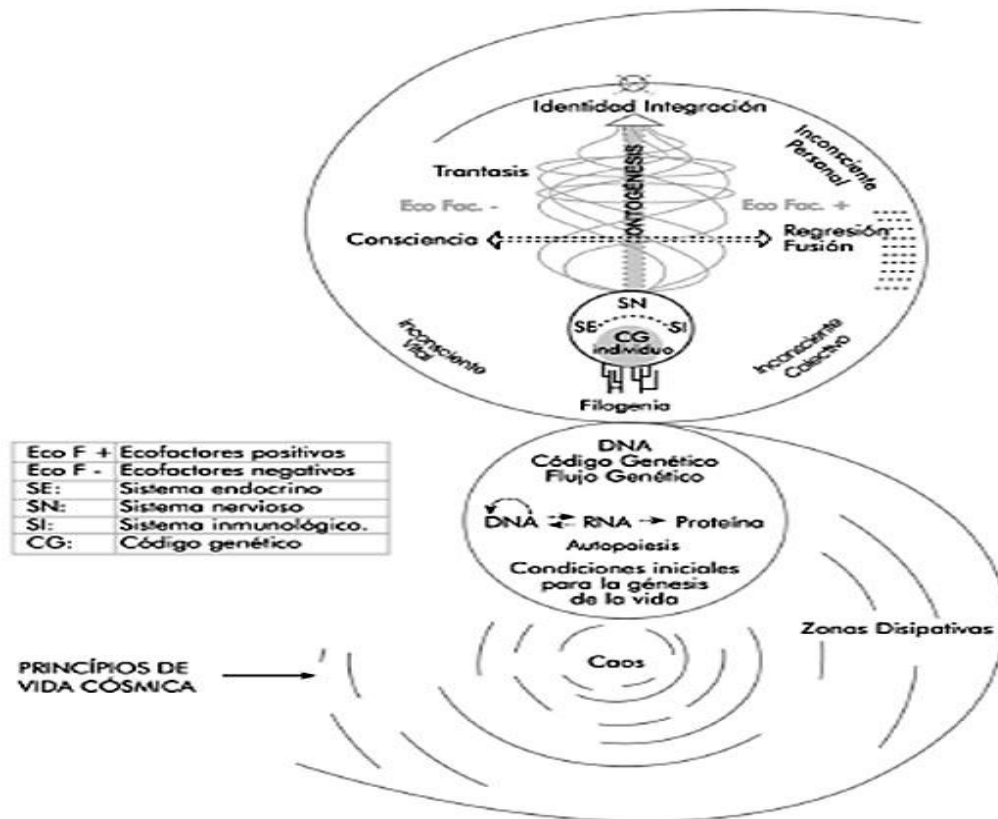 Identidad Integración
Inconsciente
Personal
Trantasis
ONTOGÉNESIS
Eco Fac. -
Eco Fac. +
Consciencia
Regresión
Fusión
SN
SE
SI
CG
individuo
Inconsciente
Vital
Inconsciente
Colectivo
Filogenia
DNA
Código Genético
Flujo Genético
DNA RNA Proteína
Autopoiesis
Condiciones iniciales
para la génesis
de la vida
Eco F + Ecofactores positivos
Eco F - Ecofactores negativos
SE: Sistema endocrino
SN: Sistema nervioso
SI: Sistema inmunológico.
CG: Código genético
Zonas Disipativas
Caos
PRINCÍPIOS DE
VIDA CÓSMICA